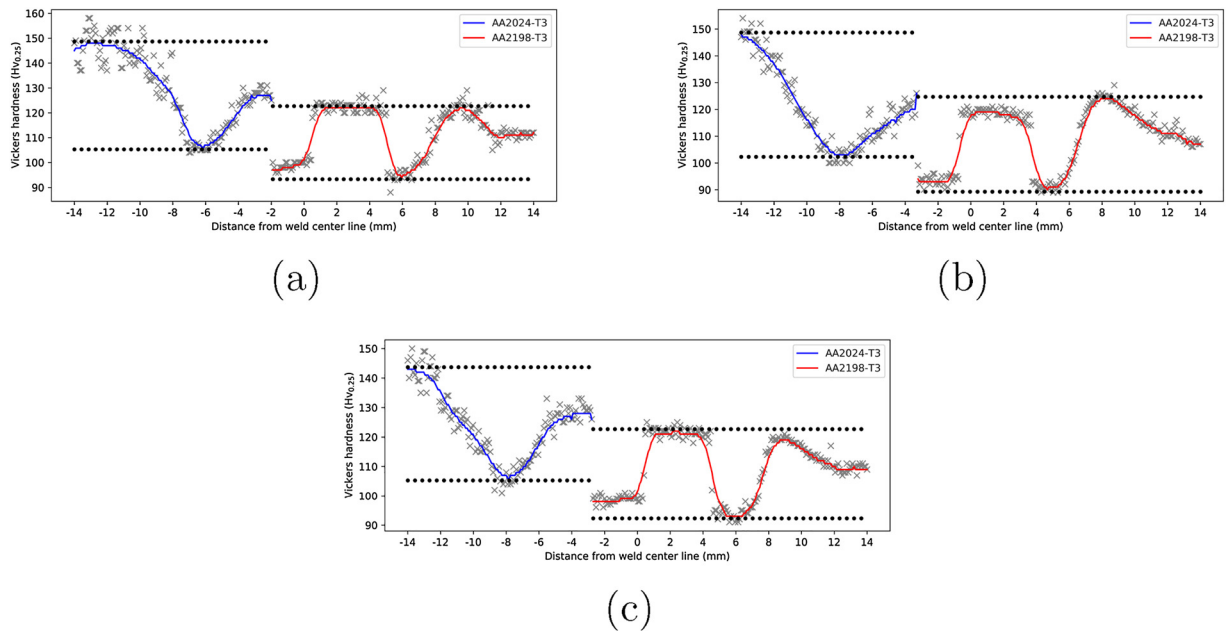 AA2024-T3
AA2198-T3
Vickers hardness (Hv0.25)
160
150
140
130
120
110
100
90
-14 -12 -10 -8 -6 -4 -2 0 2 4 6 8 10 12 14
Distance from weld center line (mm)
(a)
AA2024-T3
AA2198-T3
Vickers hardness (Hv0.25)
150
140
130
120
110
100
90
-14 -12 -10 -8 -6 -4 -2 0 2 4 6 8 10 12 14
Distance from weld center line (mm)
(b)
AA2024-T3
AA2198-T3
Vickers hardness (Hv0.25)
150
140
130
120
110
100
90
-14 -12 -10 -8 -6 -4 -2 0 2 4 6 8 10 12 14
Distance from weld center line (mm)
(c)